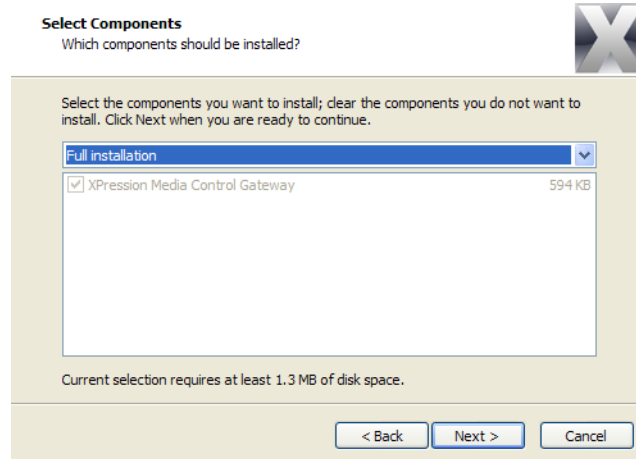 Select Components
Which components should be installed?
Select the components you want to install; clear the components you do not want to
install. Click Next when you are ready to continue.
Full installation
XPression Media Control Gateway 594 KB
Current selection requires at least 1.3 MB of disk space.
< Back Next > Cancel